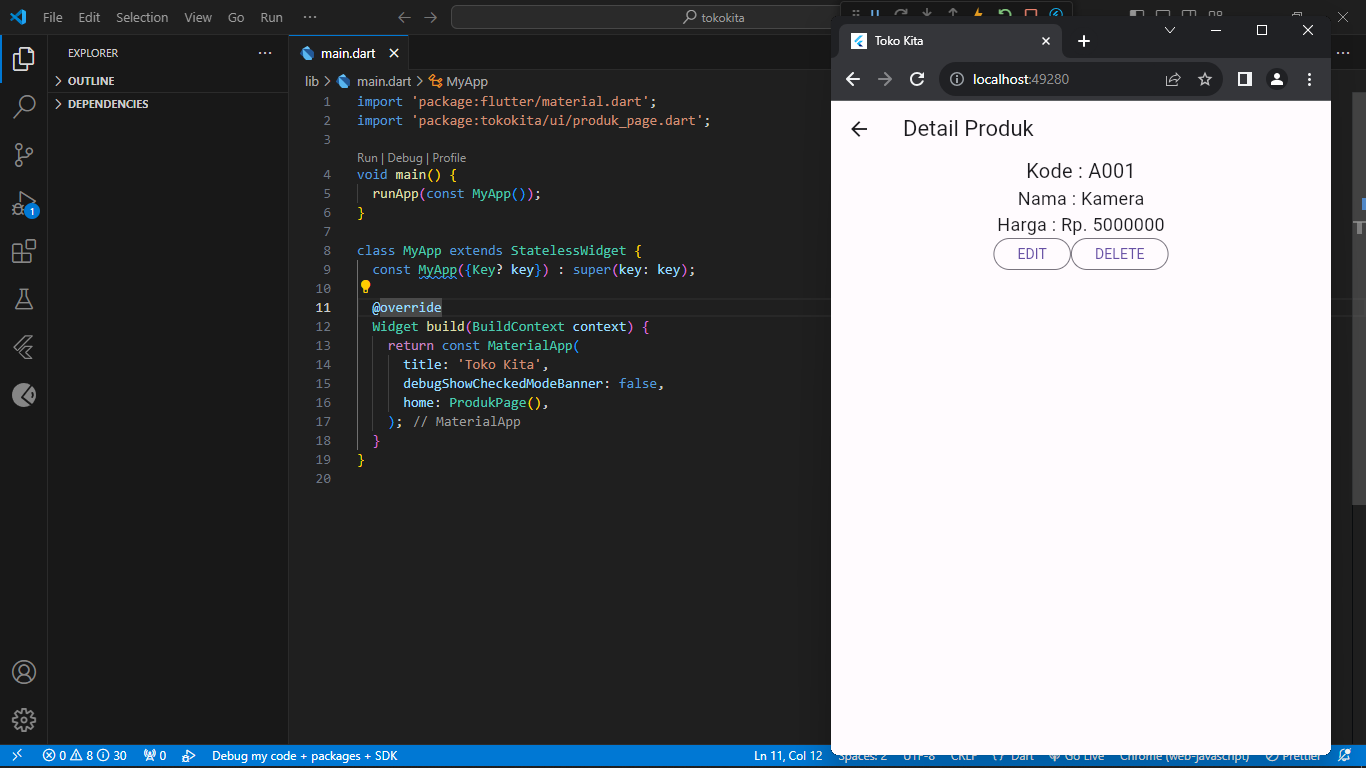 File Edit Selection View Go Run ··· tokokita
EXPLORER
OUTLINE
DEPENDENCIES
main.dart
lib > main.dart > MyApp
1 import 'package:flutter/material.dart';
2 import 'package:tokokita/ui/produk_page.dart';
3
Run | Debug | Profile
4 void main() {
5 runApp(const MyApp());
6 }
7
8 class MyApp extends StatelessWidget {
9 const MyApp({Key? key}) : super(key: key);
10
11 @override
12 Widget build(BuildContext context) {
13 return const MaterialApp(
14 title: 'Toko Kita',
15 debugShowCheckedModeBanner: false,
16 home: ProdukPage(),
17 ); // MaterialApp
18 }
19 }
20
Toko Kita
localhost:49280
Detail Produk
Kode : A001
Nama : Kamera
Harga : Rp. 5000000
EDIT DELETE
1
0 8 30 0 Debug my code + packages + SDK Ln 11, Col 12 Spaces: 2 UTF-8 CRLF {} Dart Go Live Chrome (web-javascript) Prettier